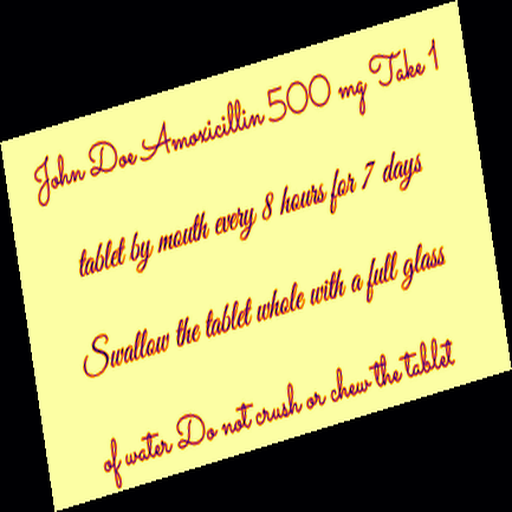 John Doe Amoxicillin 500 mg Take 1
tablet by mouth every 8 hours for 7 days
Swallow the tablet whole with a full glass
of water Do not crush or chew the tablet